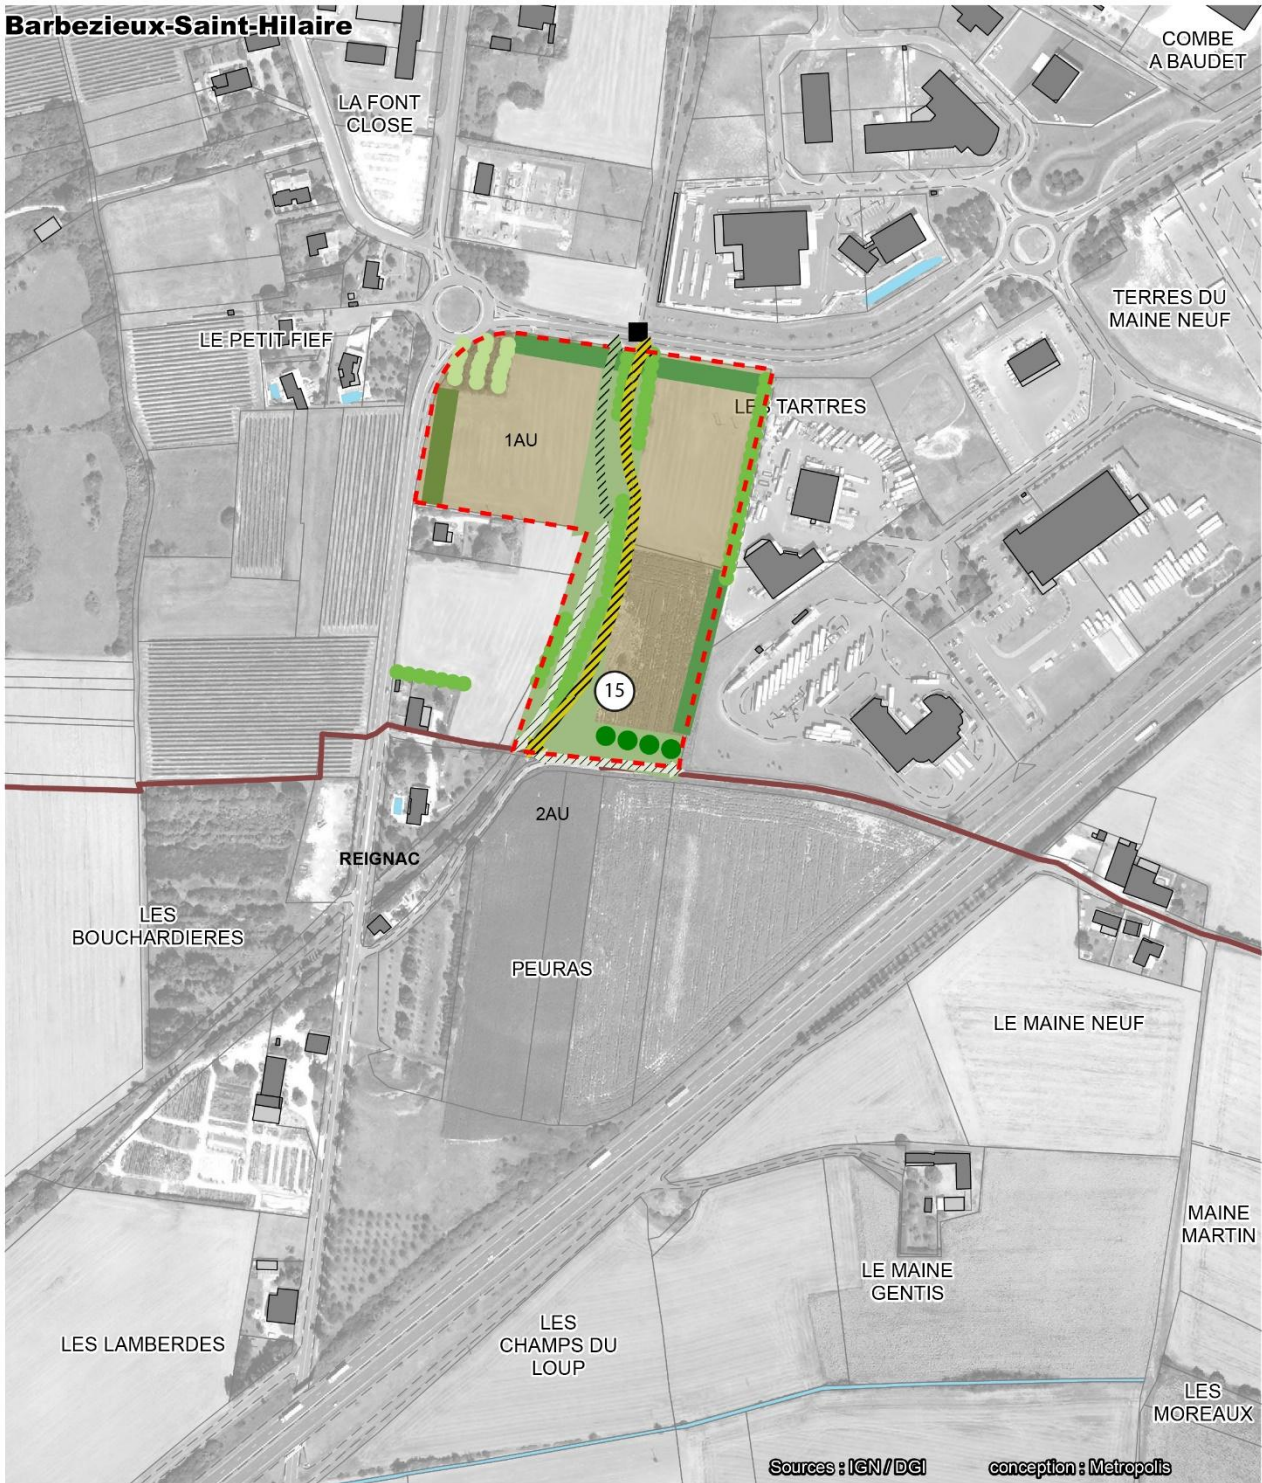 Barbezieux-Saint-Hilaire
COMBE
A BAUDET
LA FONT
CLOSE
TERRES DU
MAINE NEUF
LE PETIT FIEF
LES TARTRES
1AU
15
2AU
REIGNAC
LES
BOUCHARDIERES
PEURAS
LE MAINE NEUF
MAINE
MARTIN
LE MAINE
GENTIS
LES LAMBERDES
LES
CHAMPS DU
LOUP
LES
MOREAUX
Sources : IGN / DGI
conception : Metropolis